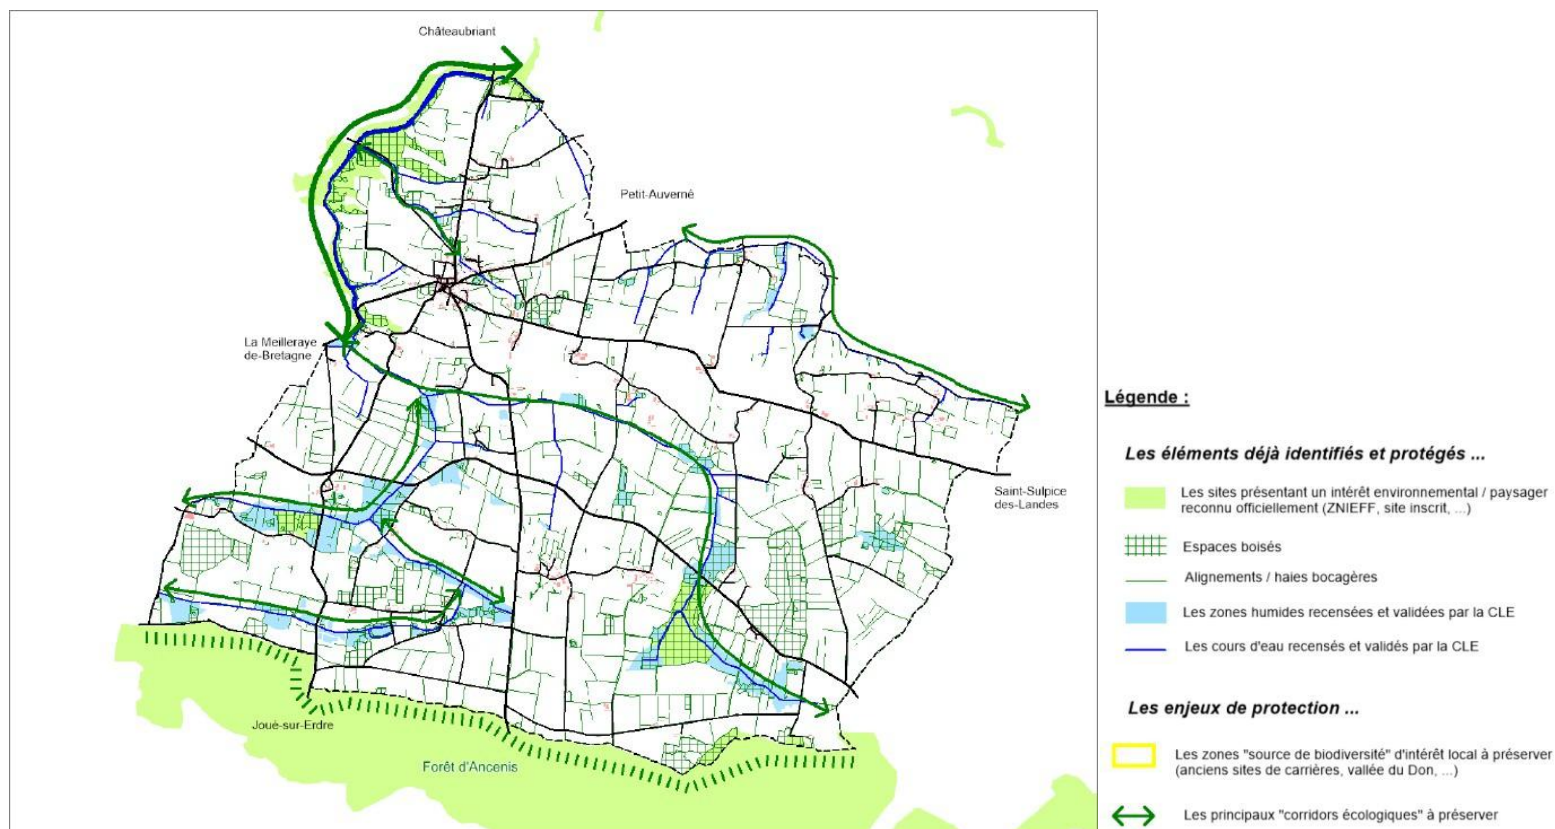 Châteaubriant
Petit-Auverné
La Meilleraye
de-Bretagne
Saint-Sulpice
des-Landes
Joué-sur-Erdre
Forêt d'Ancenis
Légende :
Les éléments déjà identifiés et protégés ...
Les sites présentant un intérêt environnemental / paysager
reconnu officiellement (ZNIEFF, site inscrit, ...)
Espaces boisés
Alignements / haies bocagères
Les zones humides recensées et validées par la CLE
Les cours d'eau recensés et validés par la CLE
Les enjeux de protection ...
Les zones "source de biodiversité" d'intérêt local à préserver
(anciens sites de carrières, vallée du Don, ...)
Les principaux "corridors écologiques" à préserver